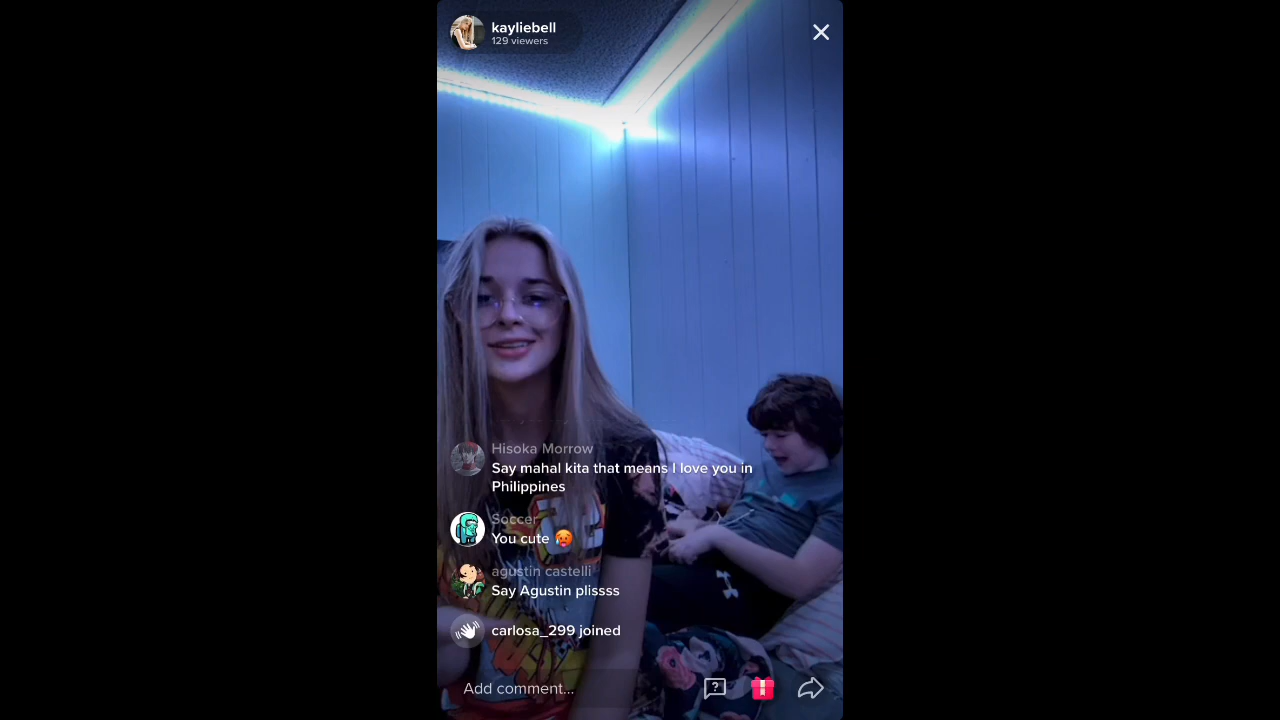 kayliebell
129 viewers
Hisoka Morrow
Say mahal kita that means I love you in
Philippines
Soccer
You cute 🥵
agustin castelli
Say Agustin plissss
carlosa_299 joined
Add comment...
?